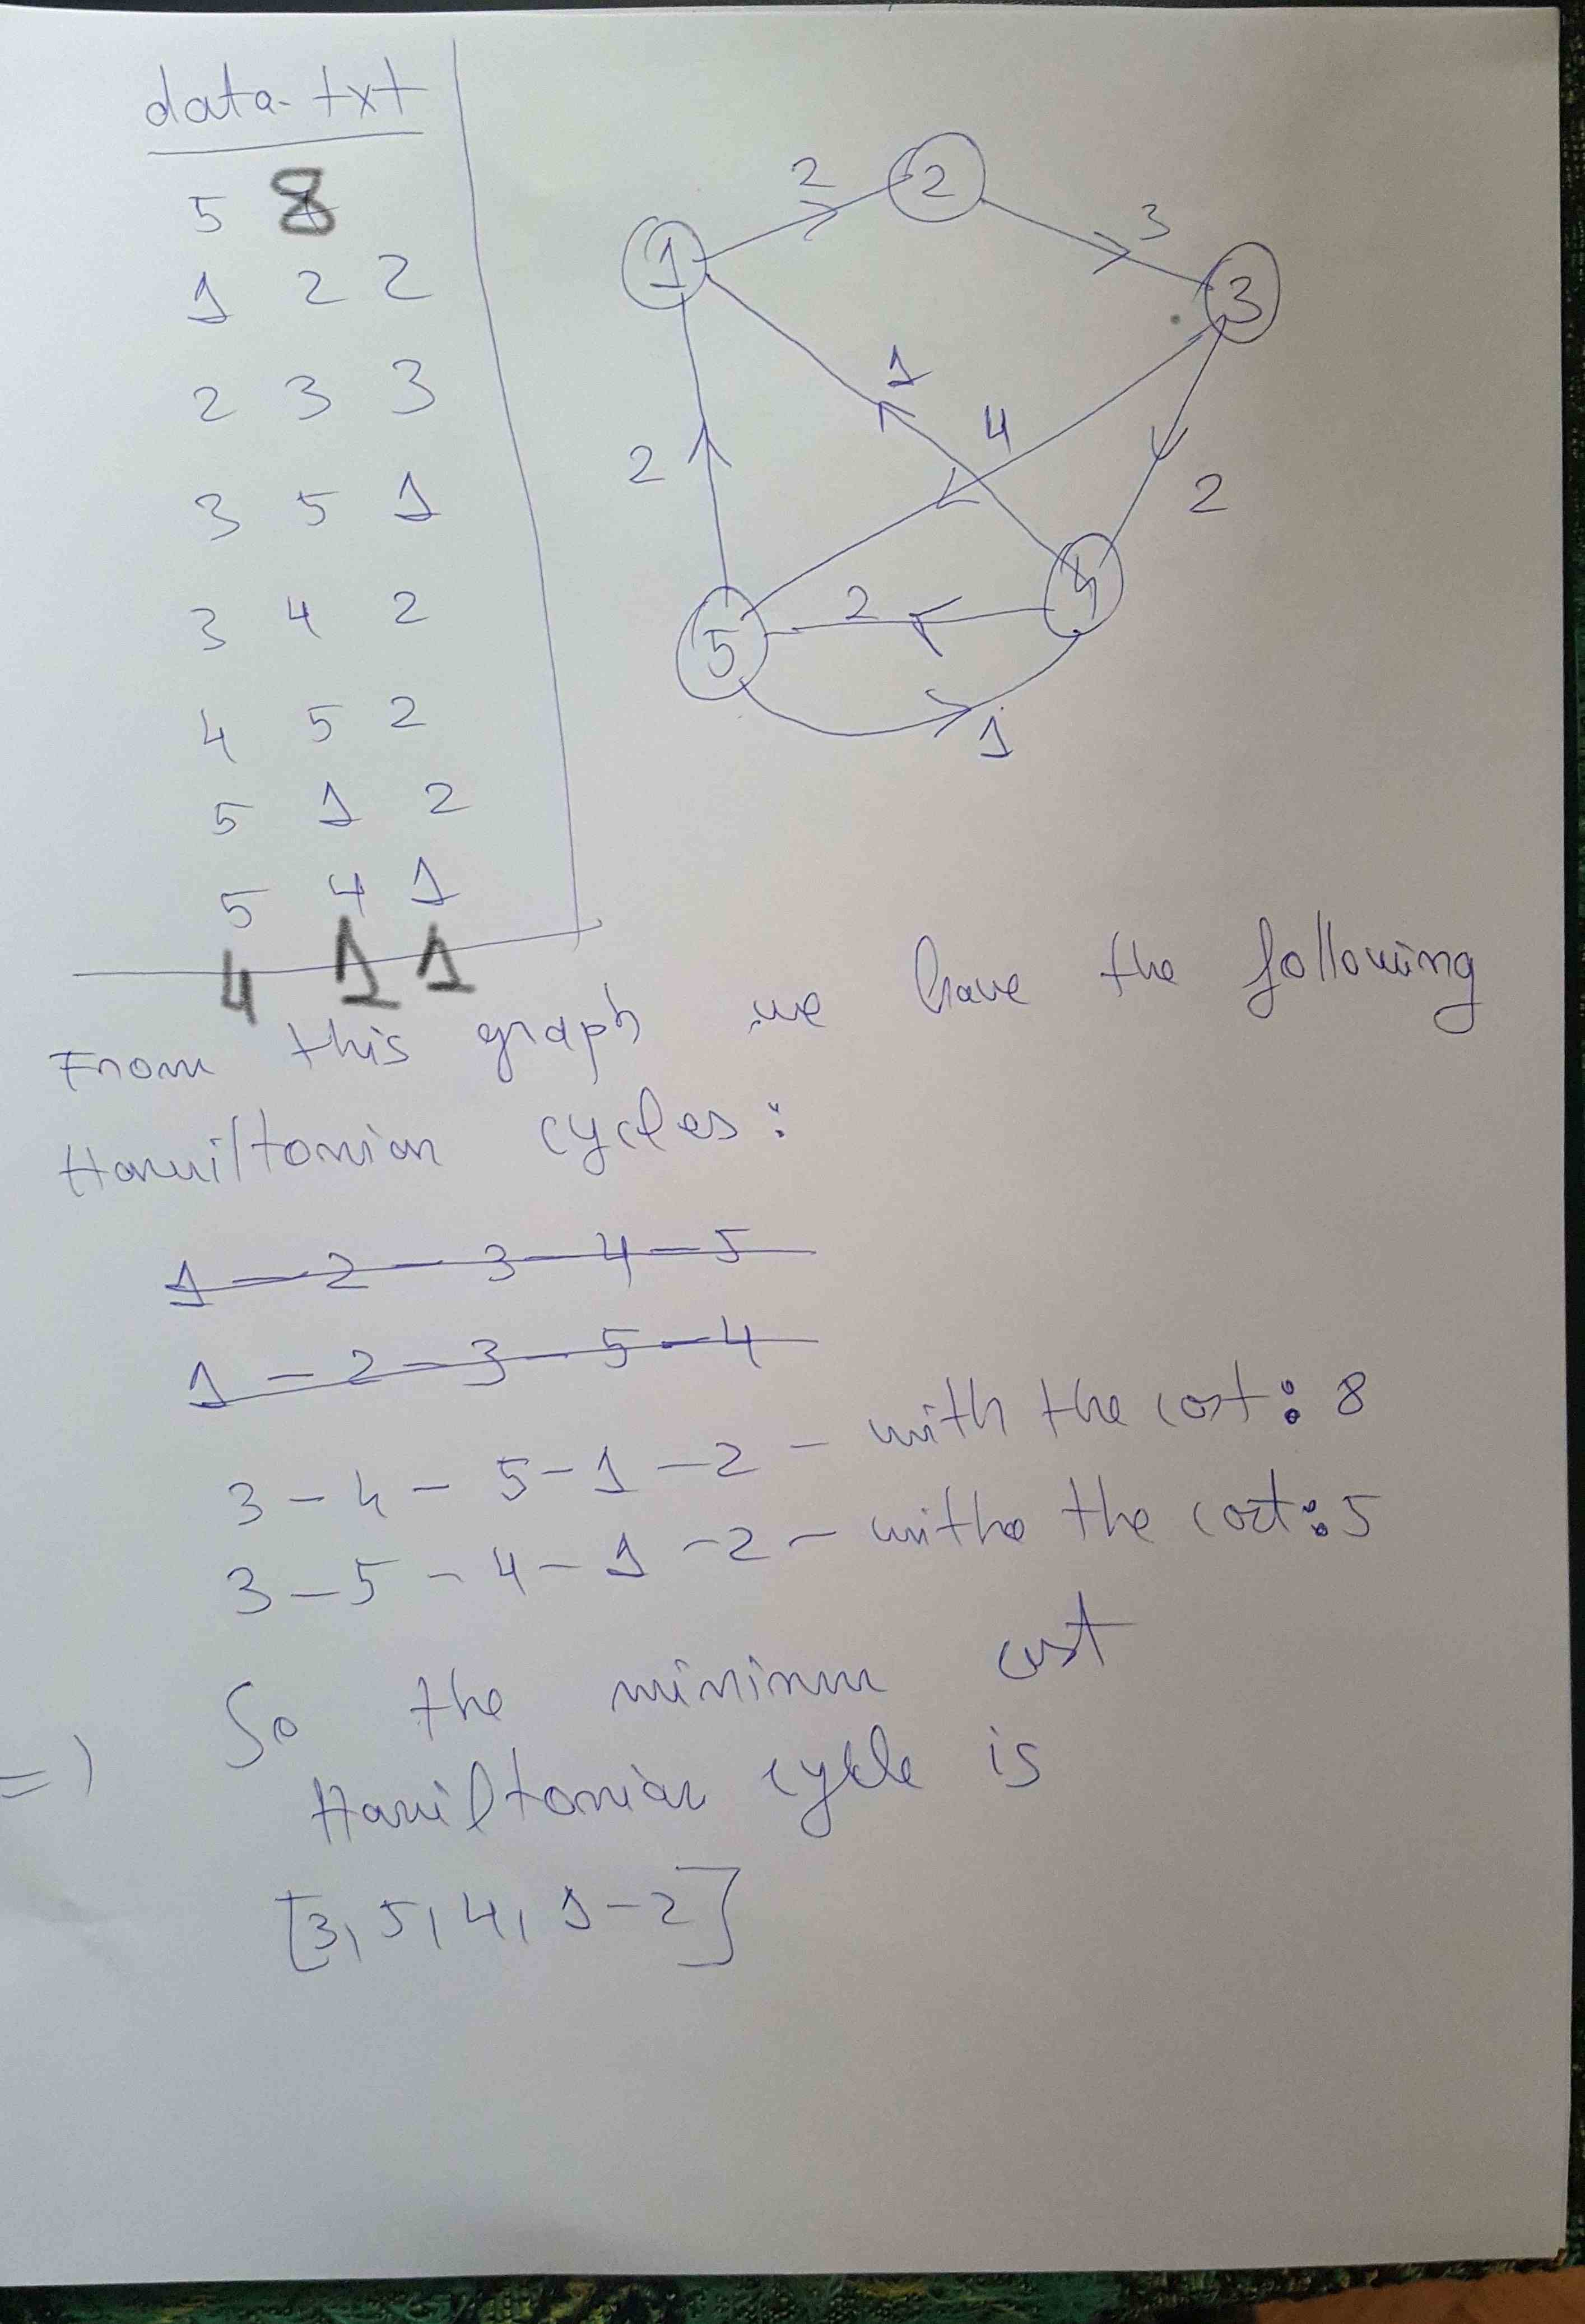 data.txt
5 8
1 2 2
2 3 3
3 5 1
3 4 2
4 5 2
5 1 2
5 4 1
4 1 1
2
2
3
1
3
1
4
2
2
4
2
5
1
From this graph we have the following
Hamiltonian cycles:
1 - 2 - 3 - 4 - 5
1 - 2 - 3 - 5 - 4
3 - 4 - 5 - 1 - 2 - with the cost: 8
3 - 5 - 4 - 1 - 2 - withe the cost: 5
=) So the mininum cost
Hamiltonian cycle is
[3, 5, 4, 1-2]